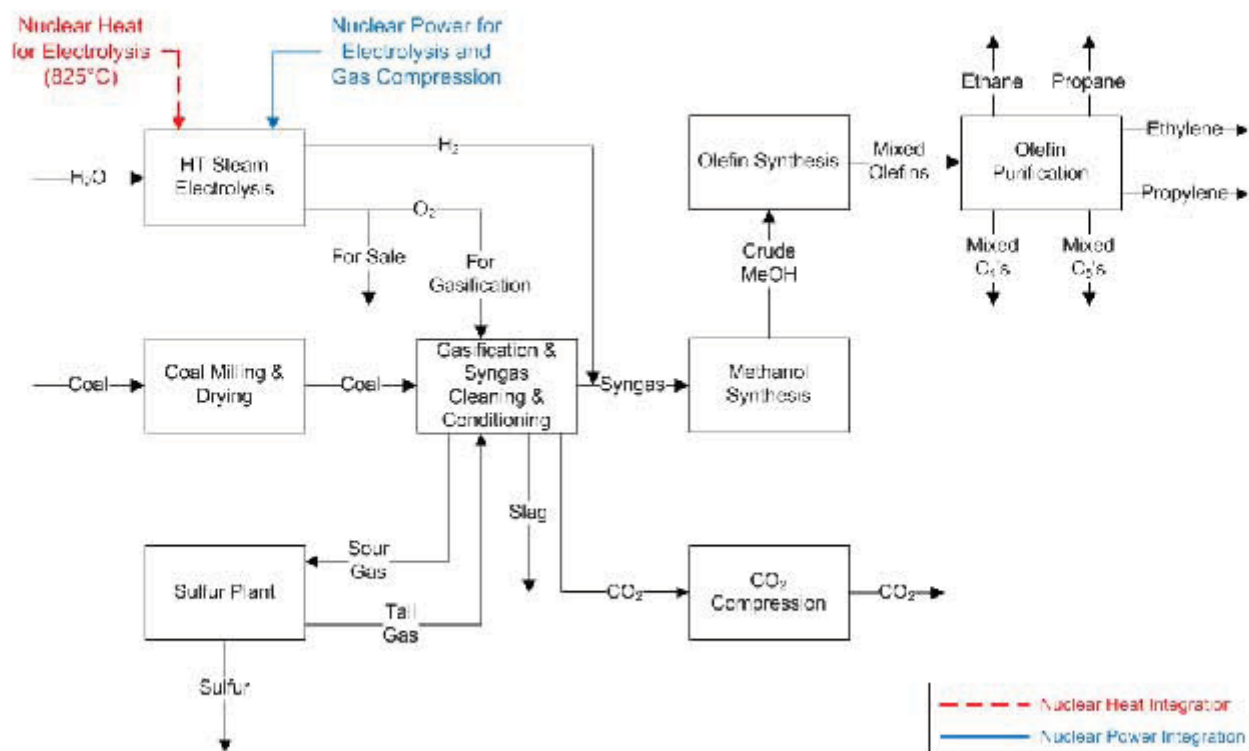 Nuclear Heat
for Electrolysis
(825°C)
Nuclear Power for
Electrolysis and
Gas Compression
H₂O
HT Steam
Electrolysis
H₂
O₂
For Sale
For
Gasification
Coal
Coal Milling &
Drying
Coal
Gasification &
Syngas
Cleaning &
Conditioning
Syngas
Methanol
Synthesis
Crude
MeOH
Olefin Synthesis
Mixed
Olefins
Olefin
Purification
Ethane
Propane
Ethylene
Propylene
Mixed
C₄'s
Mixed
C₅'s
Sour
Gas
Sulfur Plant
Tail
Gas
Sulfur
Slag
CO₂
CO₂
Compression
CO₂
Nuclear Heat Integration
Nuclear Power Integration